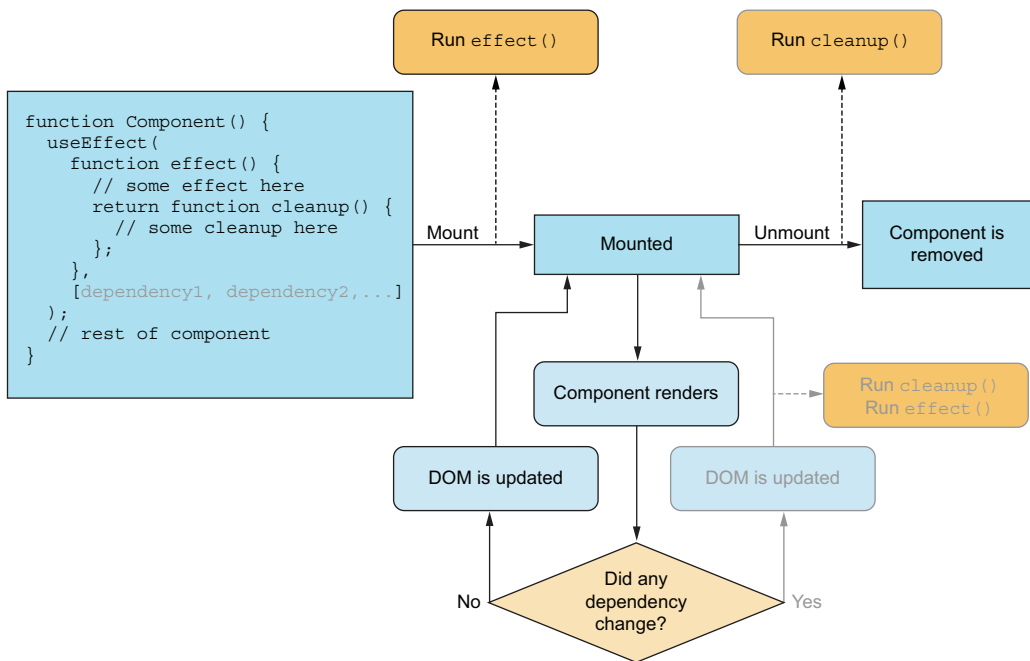 Run effect()
Run cleanup()
function Component() {
  useEffect(
    function effect() {
      // some effect here
      return function cleanup() {
        // some cleanup here
      };
    },
    [dependency1, dependency2,...]
  );
  // rest of component
}
Mount
Mounted
Unmount
Component is
removed
Component renders
Run cleanup()
Run effect()
DOM is updated
DOM is updated
Did any
dependency
change?
No
Yes